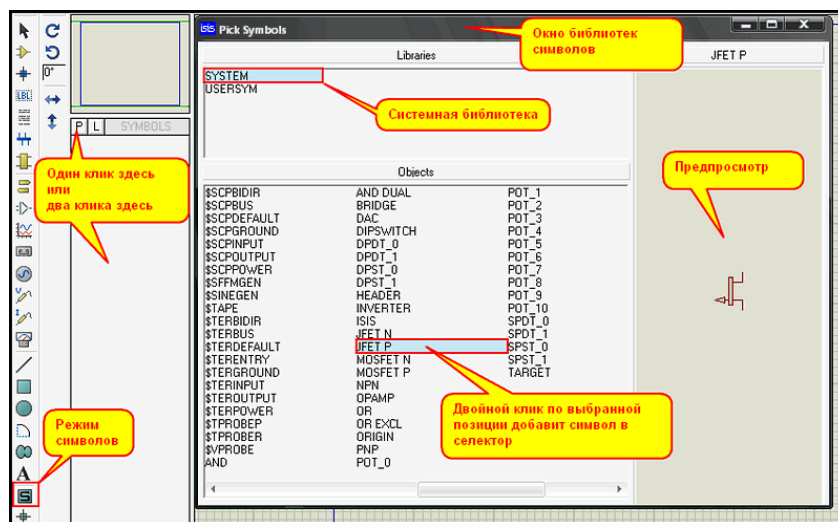 isis Pick Symbols
Окно библиотек
символов
0°
Libraries
JFET P
SYSTEM
USERSYM
LBL
Системная библиотека
P L SYMBOLS
Один клик здесь
или
два клика здесь
Предпросмотр
Objects
$SCPBIDIR AND DUAL POT_1
$SCPBUS BRIDGE POT_2
$SCPDEFAULT DAC POT_3
$SCPGROUND DIPSWITCH POT_4
$SCPINPUT DPDT_0 POT_5
$SCPOUTPUT DPDT_1 POT_6
$SCPPOWER DPST_0 POT_7
$SFFMGEN DPST_1 POT_8
$SINEGEN HEADER POT_9
$TAPE INVERTER POT_10
$TERBIDIR ISIS SPDT_0
$TERBUS JFET N SPDT_1
$TERDEFAULT JFET P SPST_0
$TERENTRY MOSFET N SPST_1
$TERGROUND MOSFET P TARGET
$TERINPUT NPN
$TEROUTPUT OPAMP
$TERPOWER OR
$TPROBEP OR EXCL
$TPROBER ORIGIN
$VPROBE PNP
AND POT_0
Двойной клик по выбранной
позиции добавит символ в
селектор
Режим
символов
A
S